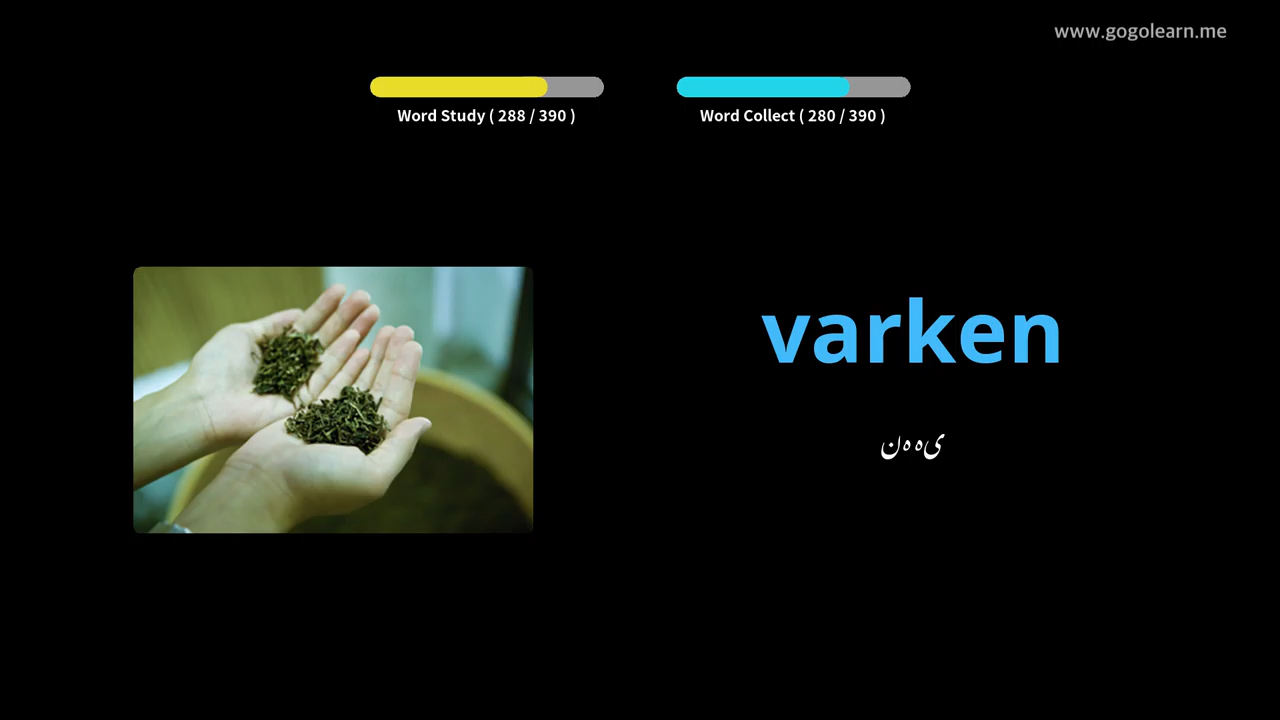 www.gogolearn.me
Word Study ( 288 / 390 )
Word Collect ( 280 / 390 )
varken
ی‌ه ه‌ن